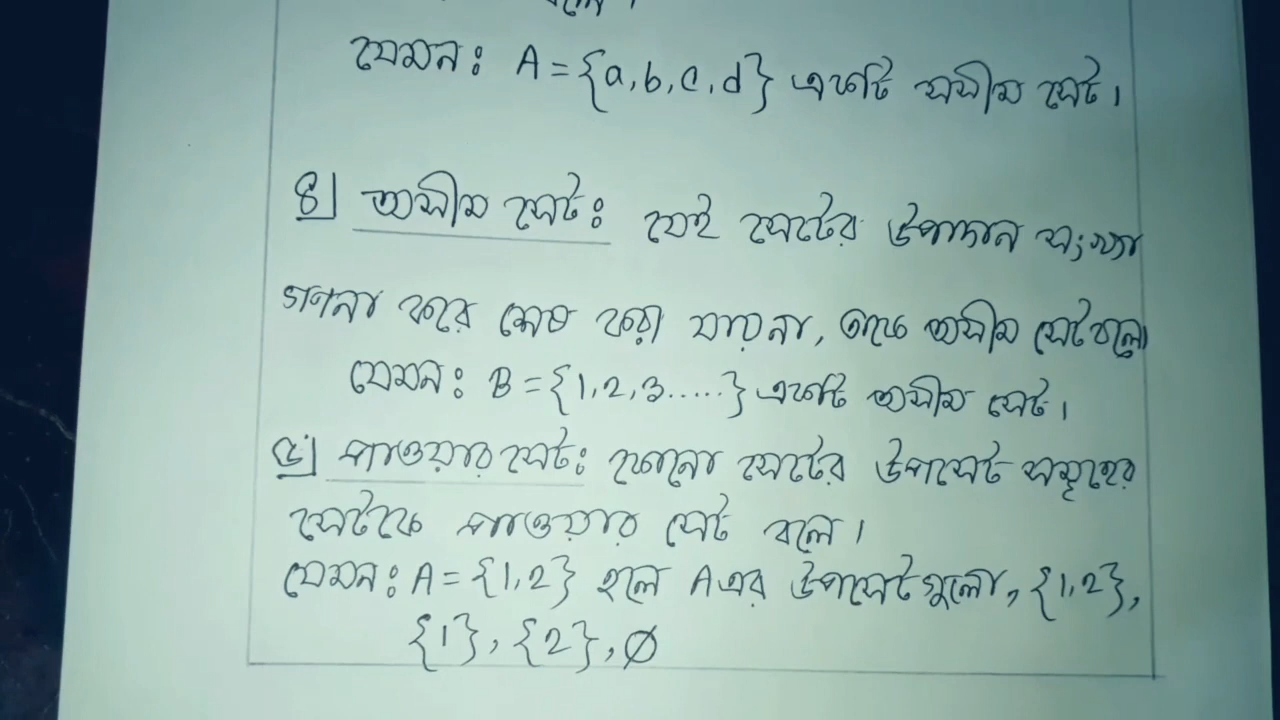 যেমনঃ A = {a, b, c, d} একটি সসীম সেট।
৪| অসীম সেটঃ যেই সেটের উপাদান সংখ্যা
গণনা করে শেষ করা যায়না, তাকে অসীম সেট বলে।
যেমনঃ B = {1, 2, 3.....} একটি অসীম সেট।
৫| পাওয়ার সেটঃ কোনো সেটের উপসেট সমূহের
সেটকে পাওয়ার সেট বলে।
যেমনঃ A = {1, 2} হলে A এর উপসেটগুলো, {1, 2},
{1}, {2}, Ø